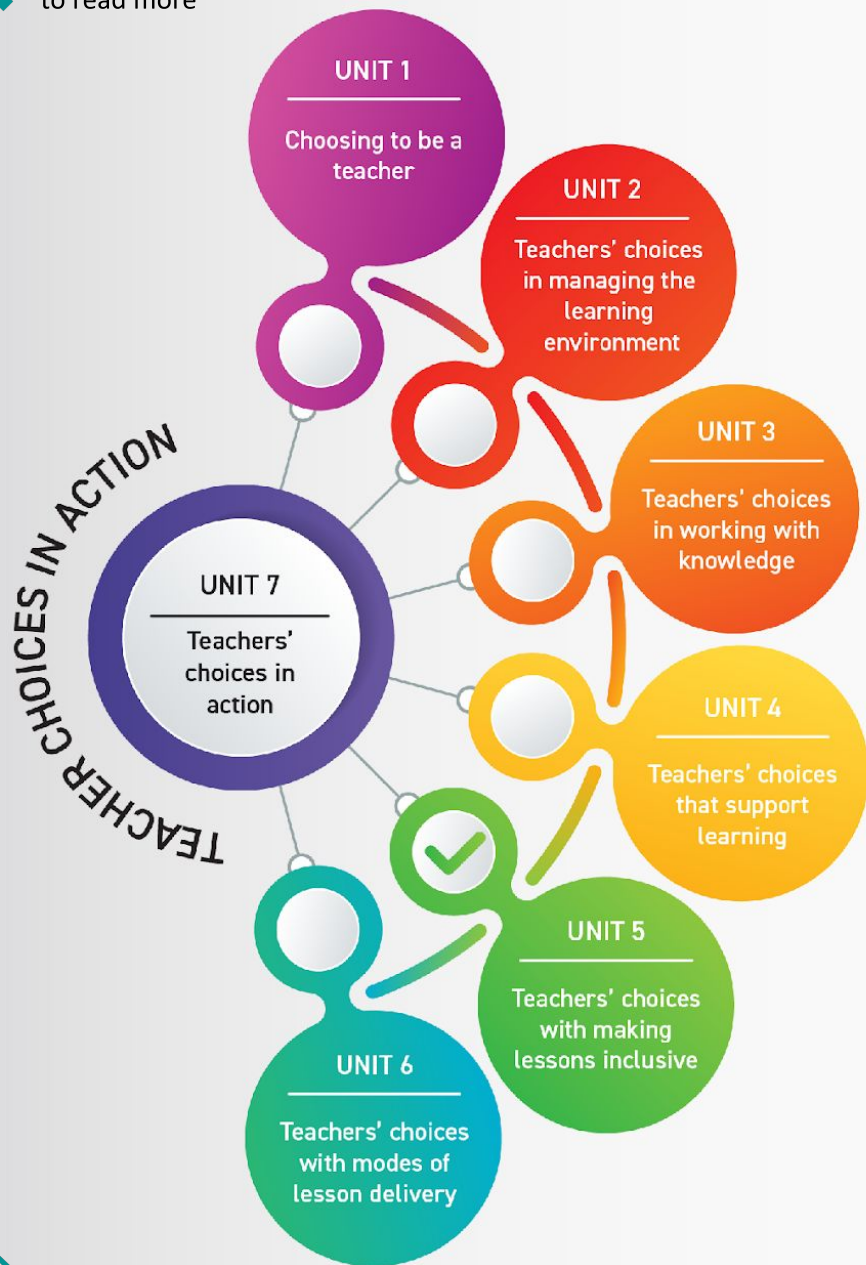 to read more
UNIT 1
Choosing to be a
teacher
UNIT 2
Teachers’ choices
in managing the
learning
environment
UNIT 3
Teachers’ choices
in working with
knowledge
TEACHER CHOICES IN ACTION
UNIT 7
Teachers’
choices in
action
UNIT 4
Teachers’ choices
that support
learning
UNIT 5
Teachers’ choices
with making
lessons inclusive
UNIT 6
Teachers’ choices
with modes of
lesson delivery